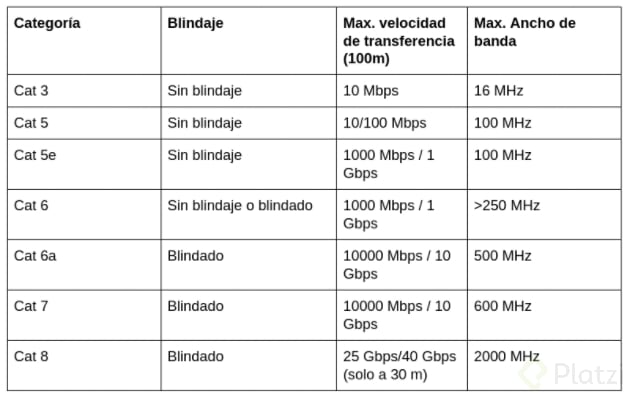 Categoría Blindaje Max. velocidad de transferencia (100m) Max. Ancho de banda
Cat 3 Sin blindaje 10 Mbps 16 MHz
Cat 5 Sin blindaje 10/100 Mbps 100 MHz
Cat 5e Sin blindaje 1000 Mbps / 1 Gbps 100 MHz
Cat 6 Sin blindaje o blindado 1000 Mbps / 1 Gbps >250 MHz
Cat 6a Blindado 10000 Mbps / 10 Gbps 500 MHz
Cat 7 Blindado 10000 Mbps / 10 Gbps 600 MHz
Cat 8 Blindado 25 Gbps/40 Gbps (solo a 30 m) 2000 MHz
Platzi